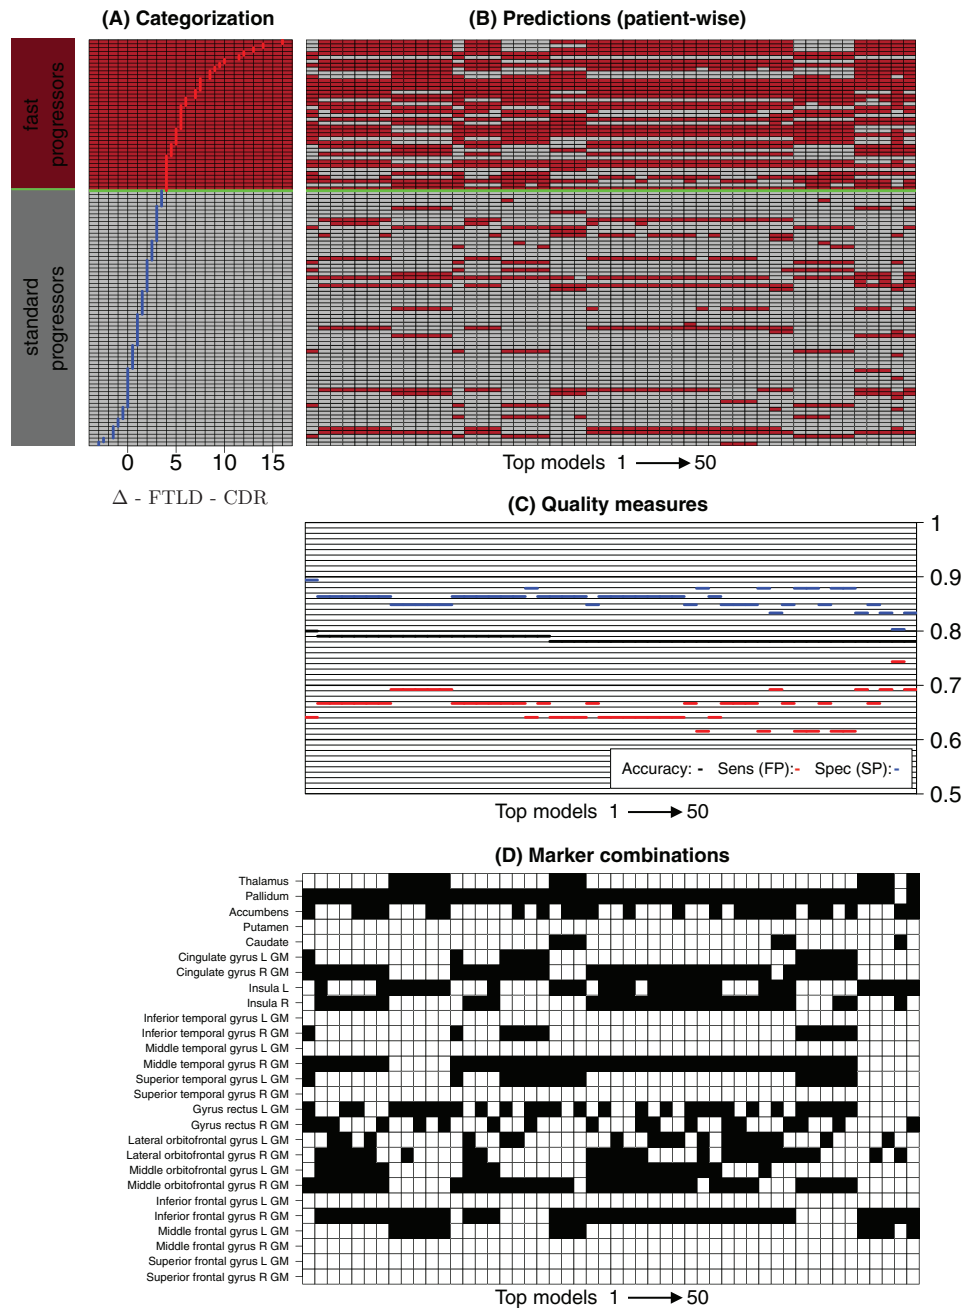 (A) Categorization
(B) Predictions (patient-wise)
fast
progressors
standard
progressors
0 5 10 15
Δ - FTLD - CDR
Top models 1 50
(C) Quality measures
1
0.9
0.8
0.7
0.6
0.5
Accuracy: - Sens (FP): - Spec (SP): -
Top models 1 50
(D) Marker combinations
Thalamus
Pallidum
Accumbens
Putamen
Caudate
Cingulate gyrus L GM
Cingulate gyrus R GM
Insula L
Insula R
Inferior temporal gyrus L GM
Inferior temporal gyrus R GM
Middle temporal gyrus L GM
Middle temporal gyrus R GM
Superior temporal gyrus L GM
Superior temporal gyrus R GM
Gyrus rectus L GM
Gyrus rectus R GM
Lateral orbitofrontal gyrus L GM
Lateral orbitofrontal gyrus R GM
Middle orbitofrontal gyrus L GM
Middle orbitofrontal gyrus R GM
Inferior frontal gyrus L GM
Inferior frontal gyrus R GM
Middle frontal gyrus L GM
Middle frontal gyrus R GM
Superior frontal gyrus L GM
Superior frontal gyrus R GM
Top models 1 50